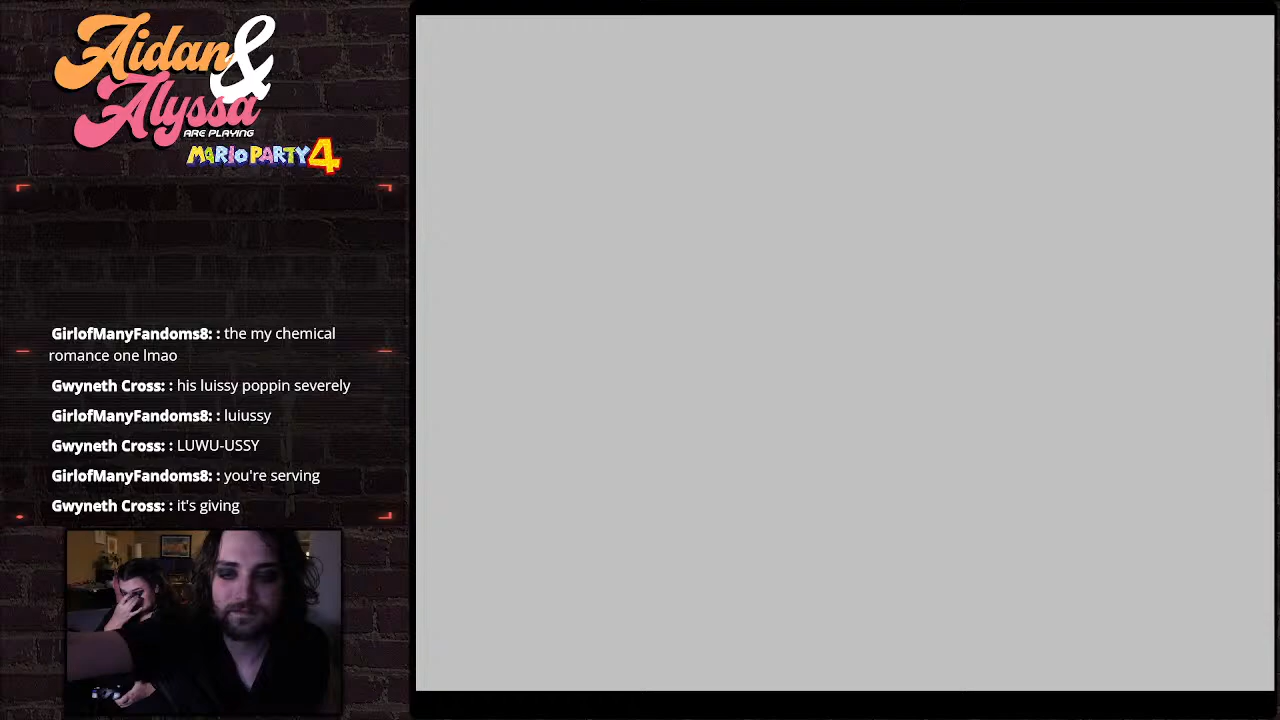 Aidan &
Alyssa
ARE PLAYING
MARIO PARTY 4
GirlofManyFandoms8: : the my chemical
romance one lmao
Gwyneth Cross: : his luissy poppin severely
GirlofManyFandoms8: : luiussy
Gwyneth Cross: : LUWU-USSY
GirlofManyFandoms8: : you're serving
Gwyneth Cross: : it's giving